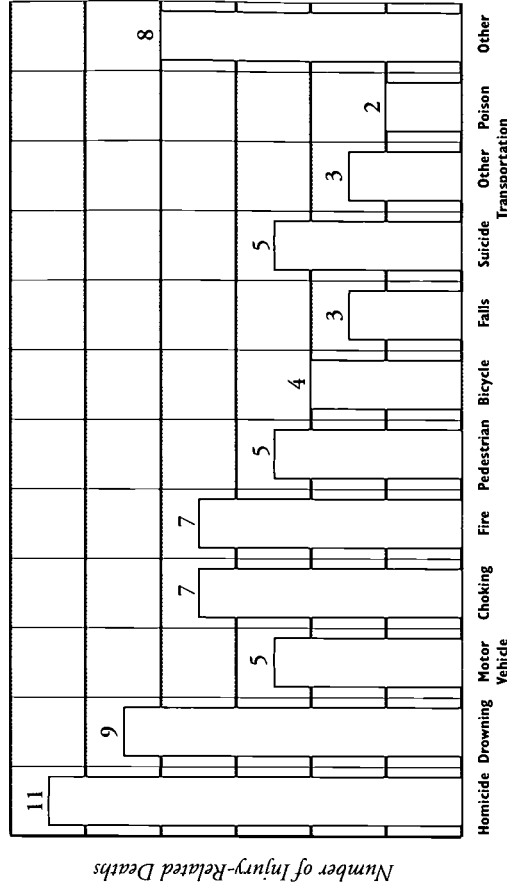 Number of Injury-Related Deaths
11
9
5
7
7
5
4
3
5
3
2
8
Homicide
Drowning
Motor
Vehicle
Choking
Fire
Pedestrian
Bicycle
Falls
Suicide
Other
Transportation
Poison
Other